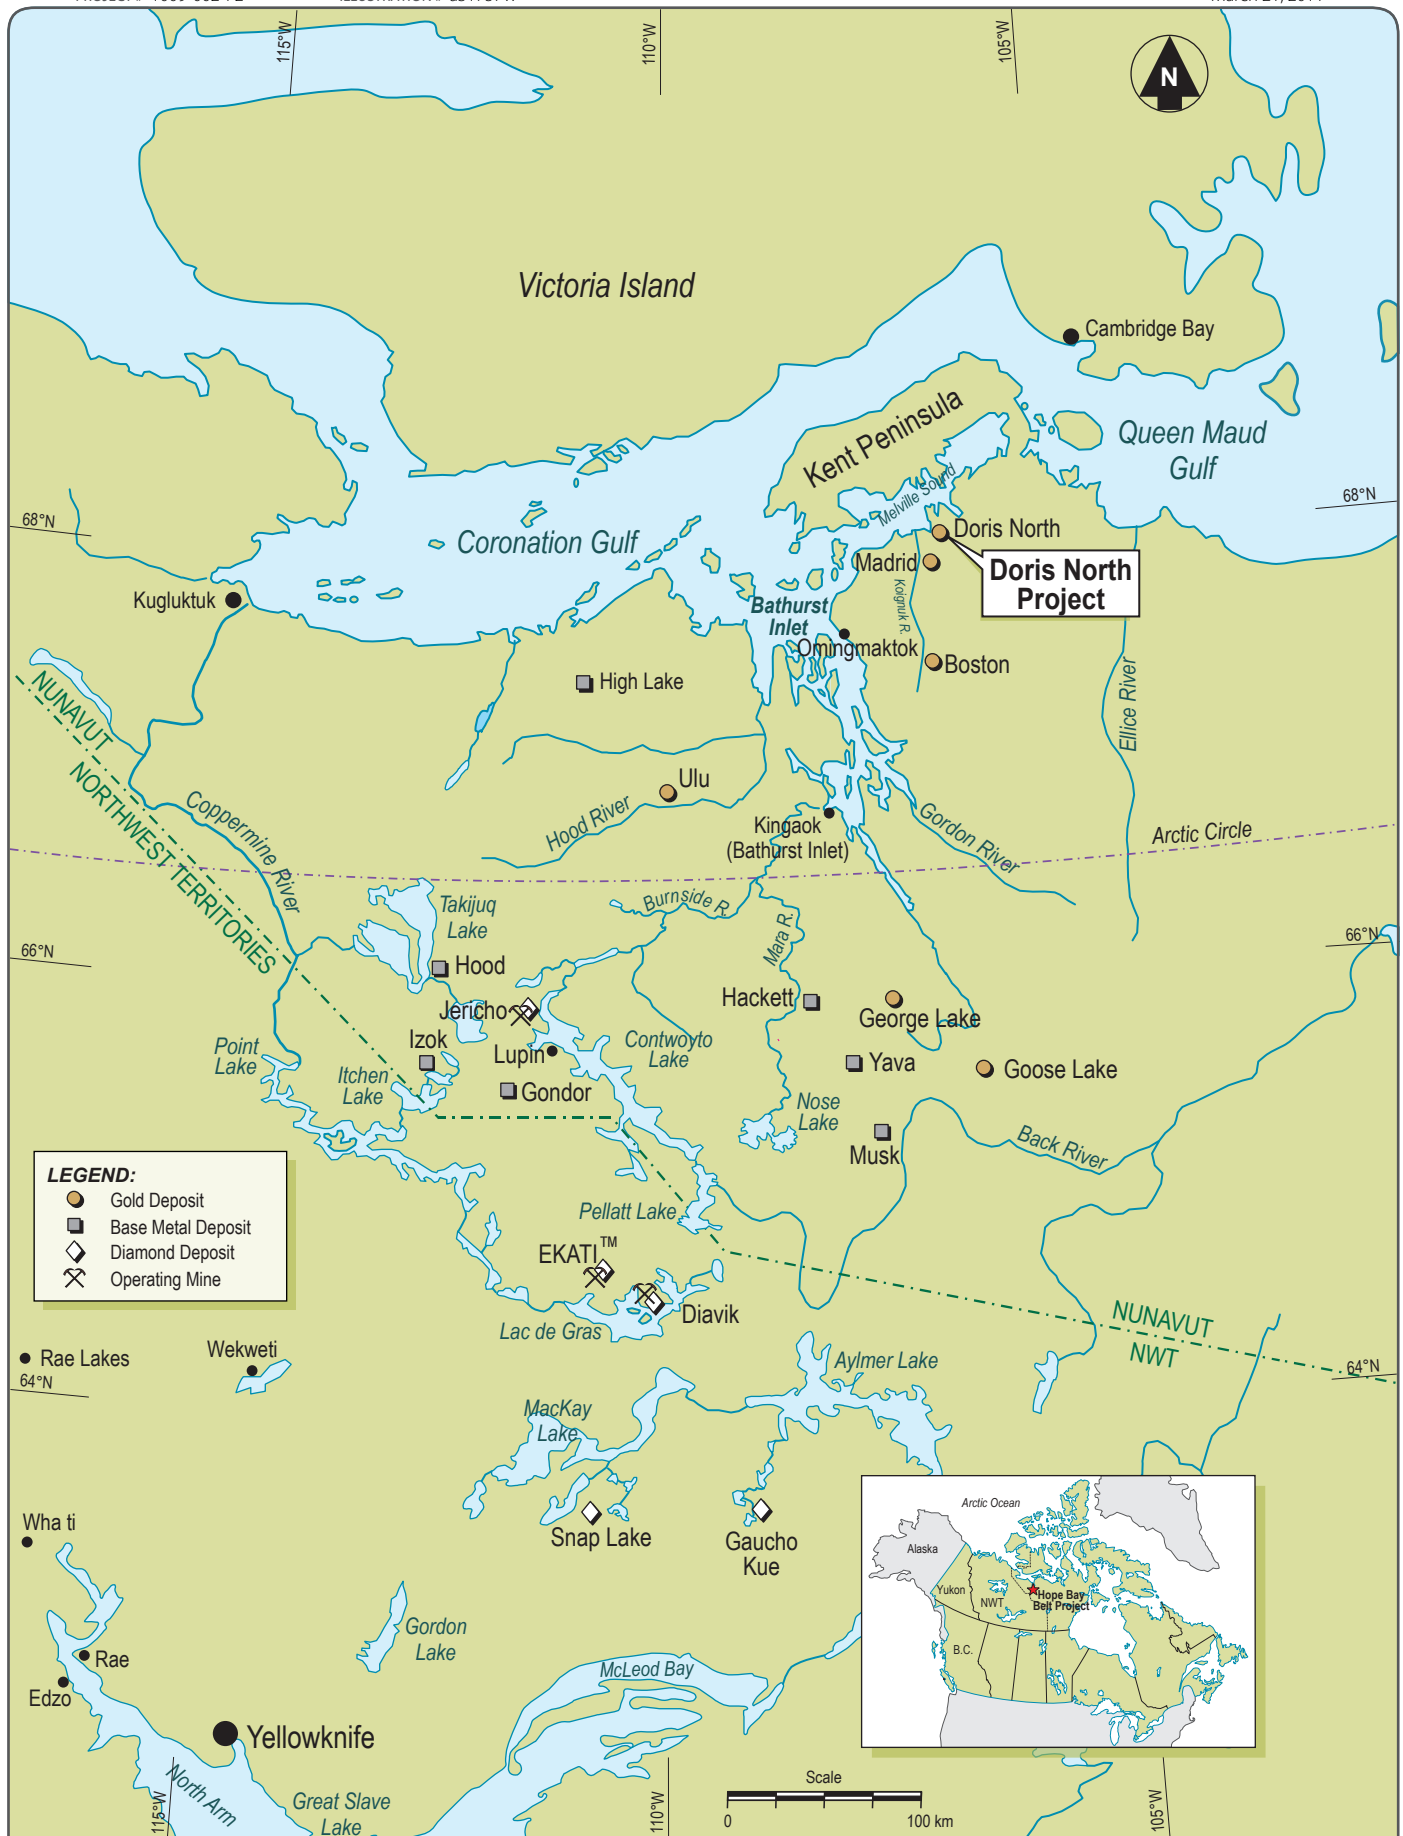 115°W
110°W
105°W
N
Victoria Island
Cambridge Bay
Kent Peninsula
Queen Maud
Gulf
Melville Sound
68°N
68°N
Coronation Gulf
Doris North
Madrid
Doris North
Project
Kugluktuk
Koignuk R.
Bathurst
Inlet
Omingmaktok
Boston
High Lake
Ellice River
NUNAVUT
NORTHWEST TERRITORIES
Ulu
Coppermine River
Hood River
Kingaok
(Bathurst Inlet)
Gordon River
Arctic Circle
Takijuq
Lake
Burnside R.
Mara R.
66°N
66°N
Hood
Hackett
Jericho
George Lake
Izok
Lupin
Contwoyto
Lake
Point
Lake
Itchen
Lake
Yava
Goose Lake
Gondor
Nose
Lake
Musk
Back River
LEGEND:
Gold Deposit
Base Metal Deposit
Diamond Deposit
Operating Mine
Pellatt Lake
EKATI™
Diavik
Lac de Gras
NUNAVUT
NWT
Rae Lakes
Wekweti
Aylmer Lake
64°N
64°N
MacKay
Lake
Wha ti
Snap Lake
Gaucho
Kue
Arctic Ocean
Alaska
Yukon
NWT
Hope Bay
Belt Project
B.C.
Gordon
Lake
Rae
Edzo
McLeod Bay
Yellowknife
North Arm
Great Slave
Lake
Scale
0
100 km
115°W
110°W
105°W